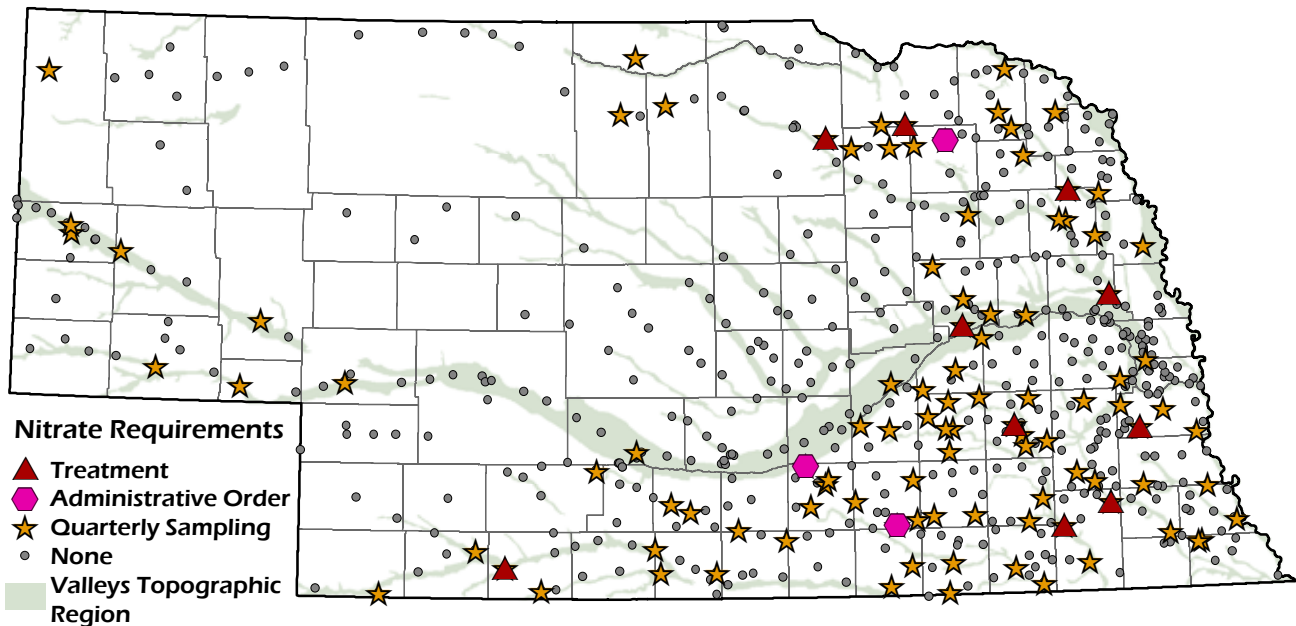 Nitrate Requirements
Treatment
Administrative Order
Quarterly Sampling
None
Valleys Topographic
Region